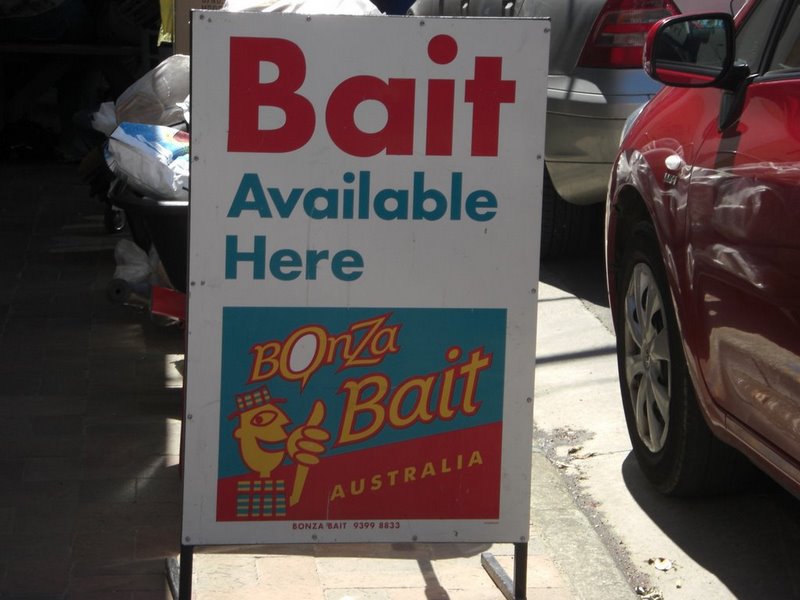 Bait
Available
Here
BonZa
Bait
AUSTRALIA
BONZA BAIT 9399 8833